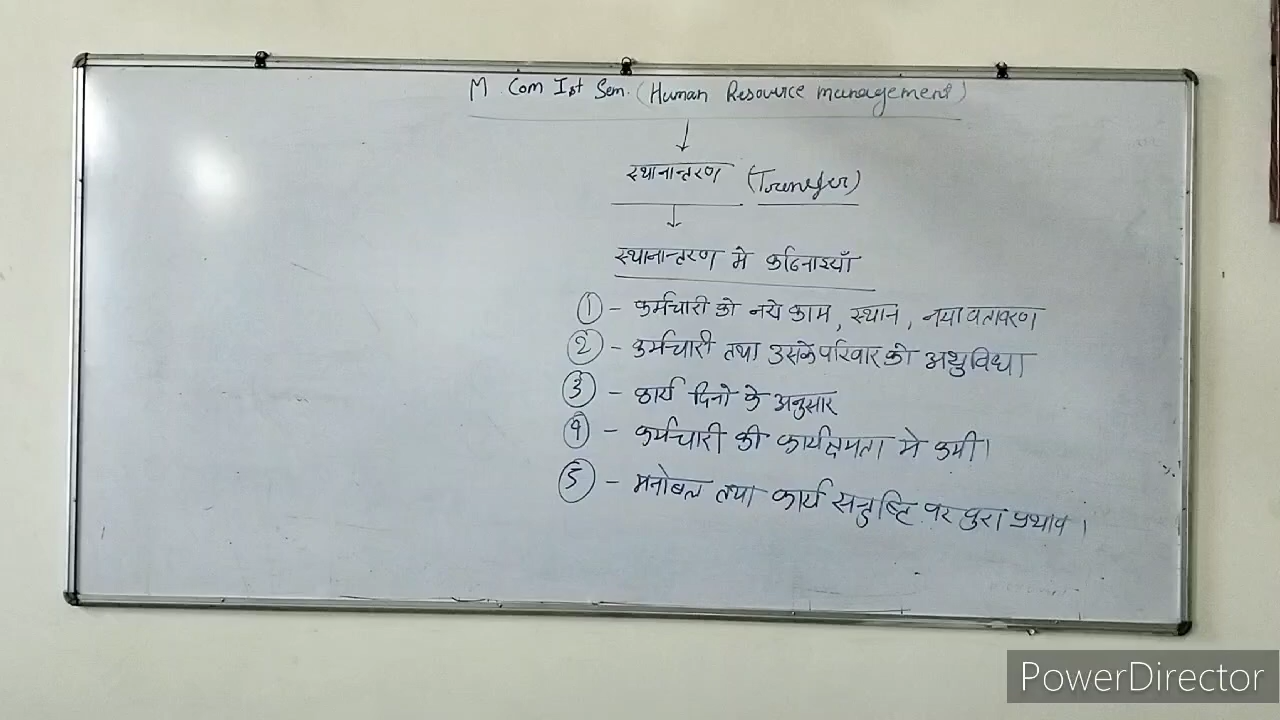 M. Com Ist Sem. (Human Resource management)
स्थानान्तरण (Transfer)
स्थानान्तरण मे कठिनाइयाँ
① - कर्मचारी को नये काम, स्थान, नया वतावरण
② - कर्मचारी तथा उसके परिवार को असुविधा
③ - कार्य दिनो के अनुसार
④ - कर्मचारी की कार्यक्षमता मे कमी।
⑤ - मनोबल तथा कार्य सन्तुष्टि पर बुरा प्रभाव।
PowerDirector